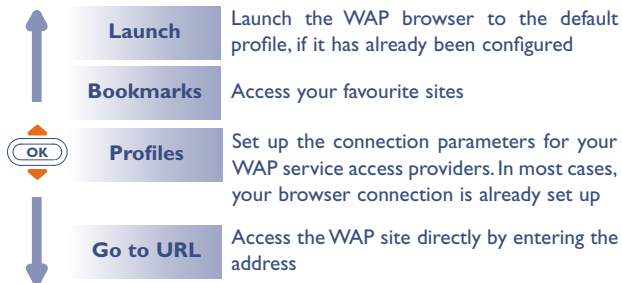 Launch
Launch the WAP browser to the default
profile, if it has already been configured
Bookmarks
Access your favourite sites
OK
Profiles
Set up the connection parameters for your
WAP service access providers. In most cases,
your browser connection is already set up
Go to URL
Access the WAP site directly by entering the
address